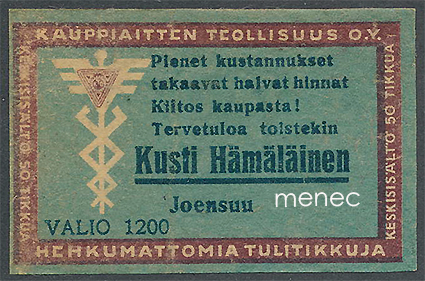 KAUPPIAITTEN TEOLLISUUS O.Y.
Pienet kustannukset
takaavat halvat hinnat
Kiitos kaupasta!
Tervetuloa toistekin
Kusti Hämäläinen
Joensuu
menec
VALIO 1200
HEHKUMATTOMIA TULITIKKUJA
KESKISISÄLTÖ 50 TIKKUA
KESKISISÄLTÖ 50 TIKKUA